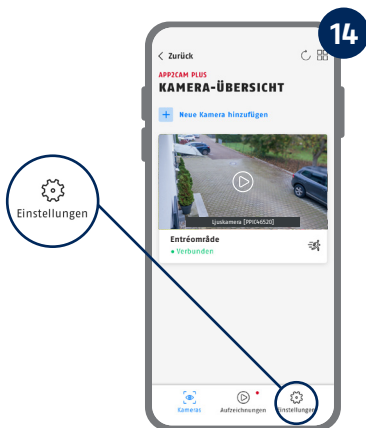 14
Zurück
APP2CAM PLUS
KAMERA-ÜBERSICHT
Neue Kamera hinzufügen
Ljuskamera [PPIC46520]
Entréområde
Verbunden
Einstellungen
Kameras
Aufzeichnungen
Einstellungen